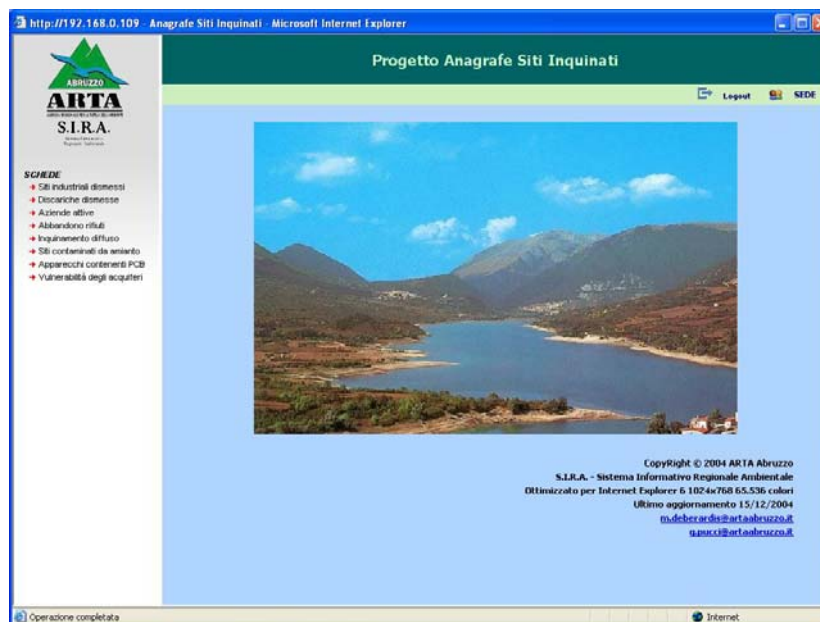 http://192.168.0.109 - Anagrafe Siti Inquinati - Microsoft Internet Explorer
ABRUZZO
ARTA
S.I.R.A.
Progetto Anagrafe Siti Inquinati
Logout SEDE
SCHEDE
Siti industriali dismessi
Discariche dismesse
Aziende attive
Abbandono rifiuti
Inquinamento diffuso
Siti contaminati da amianto
Apparecchi contenenti PCB
Vulnerabilità degli acquiferi
CopyRight © 2004 ARTA Abruzzo
S.I.R.A. - Sistema Informativo Regionale Ambientale
Ottimizzato per Internet Explorer 6 1024x768 65.536 colori
Ultimo aggiornamento 15/12/2004
m.deberardis@artaabruzzo.it
g.pucci@artaabruzzo.it
Operazione completata
Internet